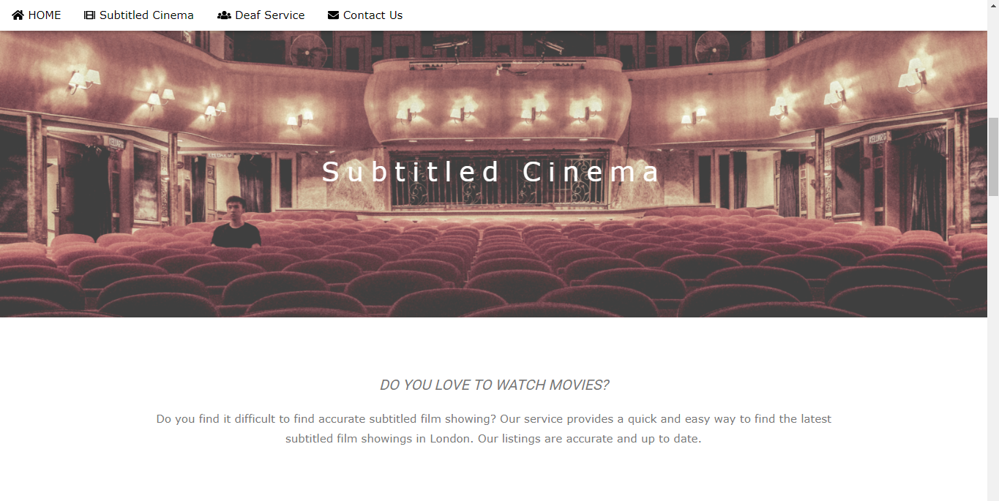 HOME Subtitled Cinema Deaf Service Contact Us
Subtitled Cinema
DO YOU LOVE TO WATCH MOVIES?
Do you find it difficult to find accurate subtitled film showing? Our service provides a quick and easy way to find the latest
subtitled film showings in London. Our listings are accurate and up to date.